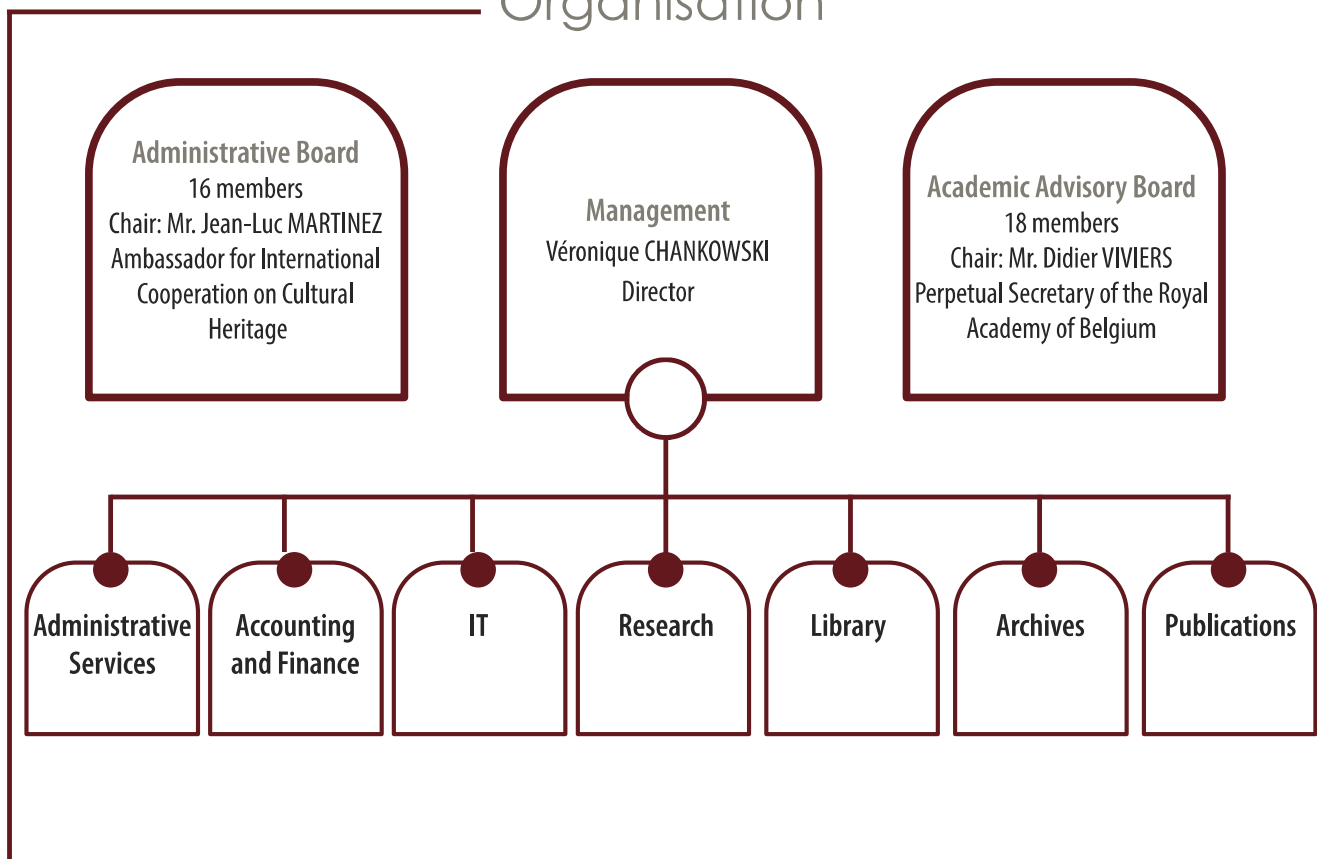 Organisation
Administrative Board
16 members
Chair: Mr. Jean-Luc MARTINEZ
Ambassador for International
Cooperation on Cultural
Heritage
Management
Véronique CHANKOWSKI
Director
Academic Advisory Board
18 members
Chair: Mr. Didier VIVIERS
Perpetual Secretary of the Royal
Academy of Belgium
Administrative
Services
Accounting
and Finance
IT
Research
Library
Archives
Publications